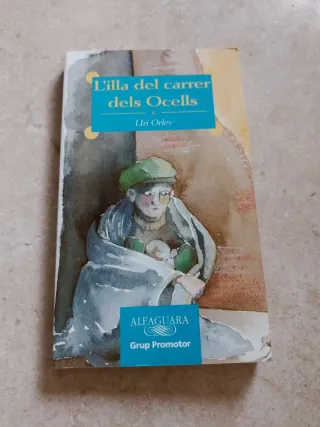 L'illa del carrer
dels Ocells
Uri Orlev
ALFAGUARA
Grup Promotor